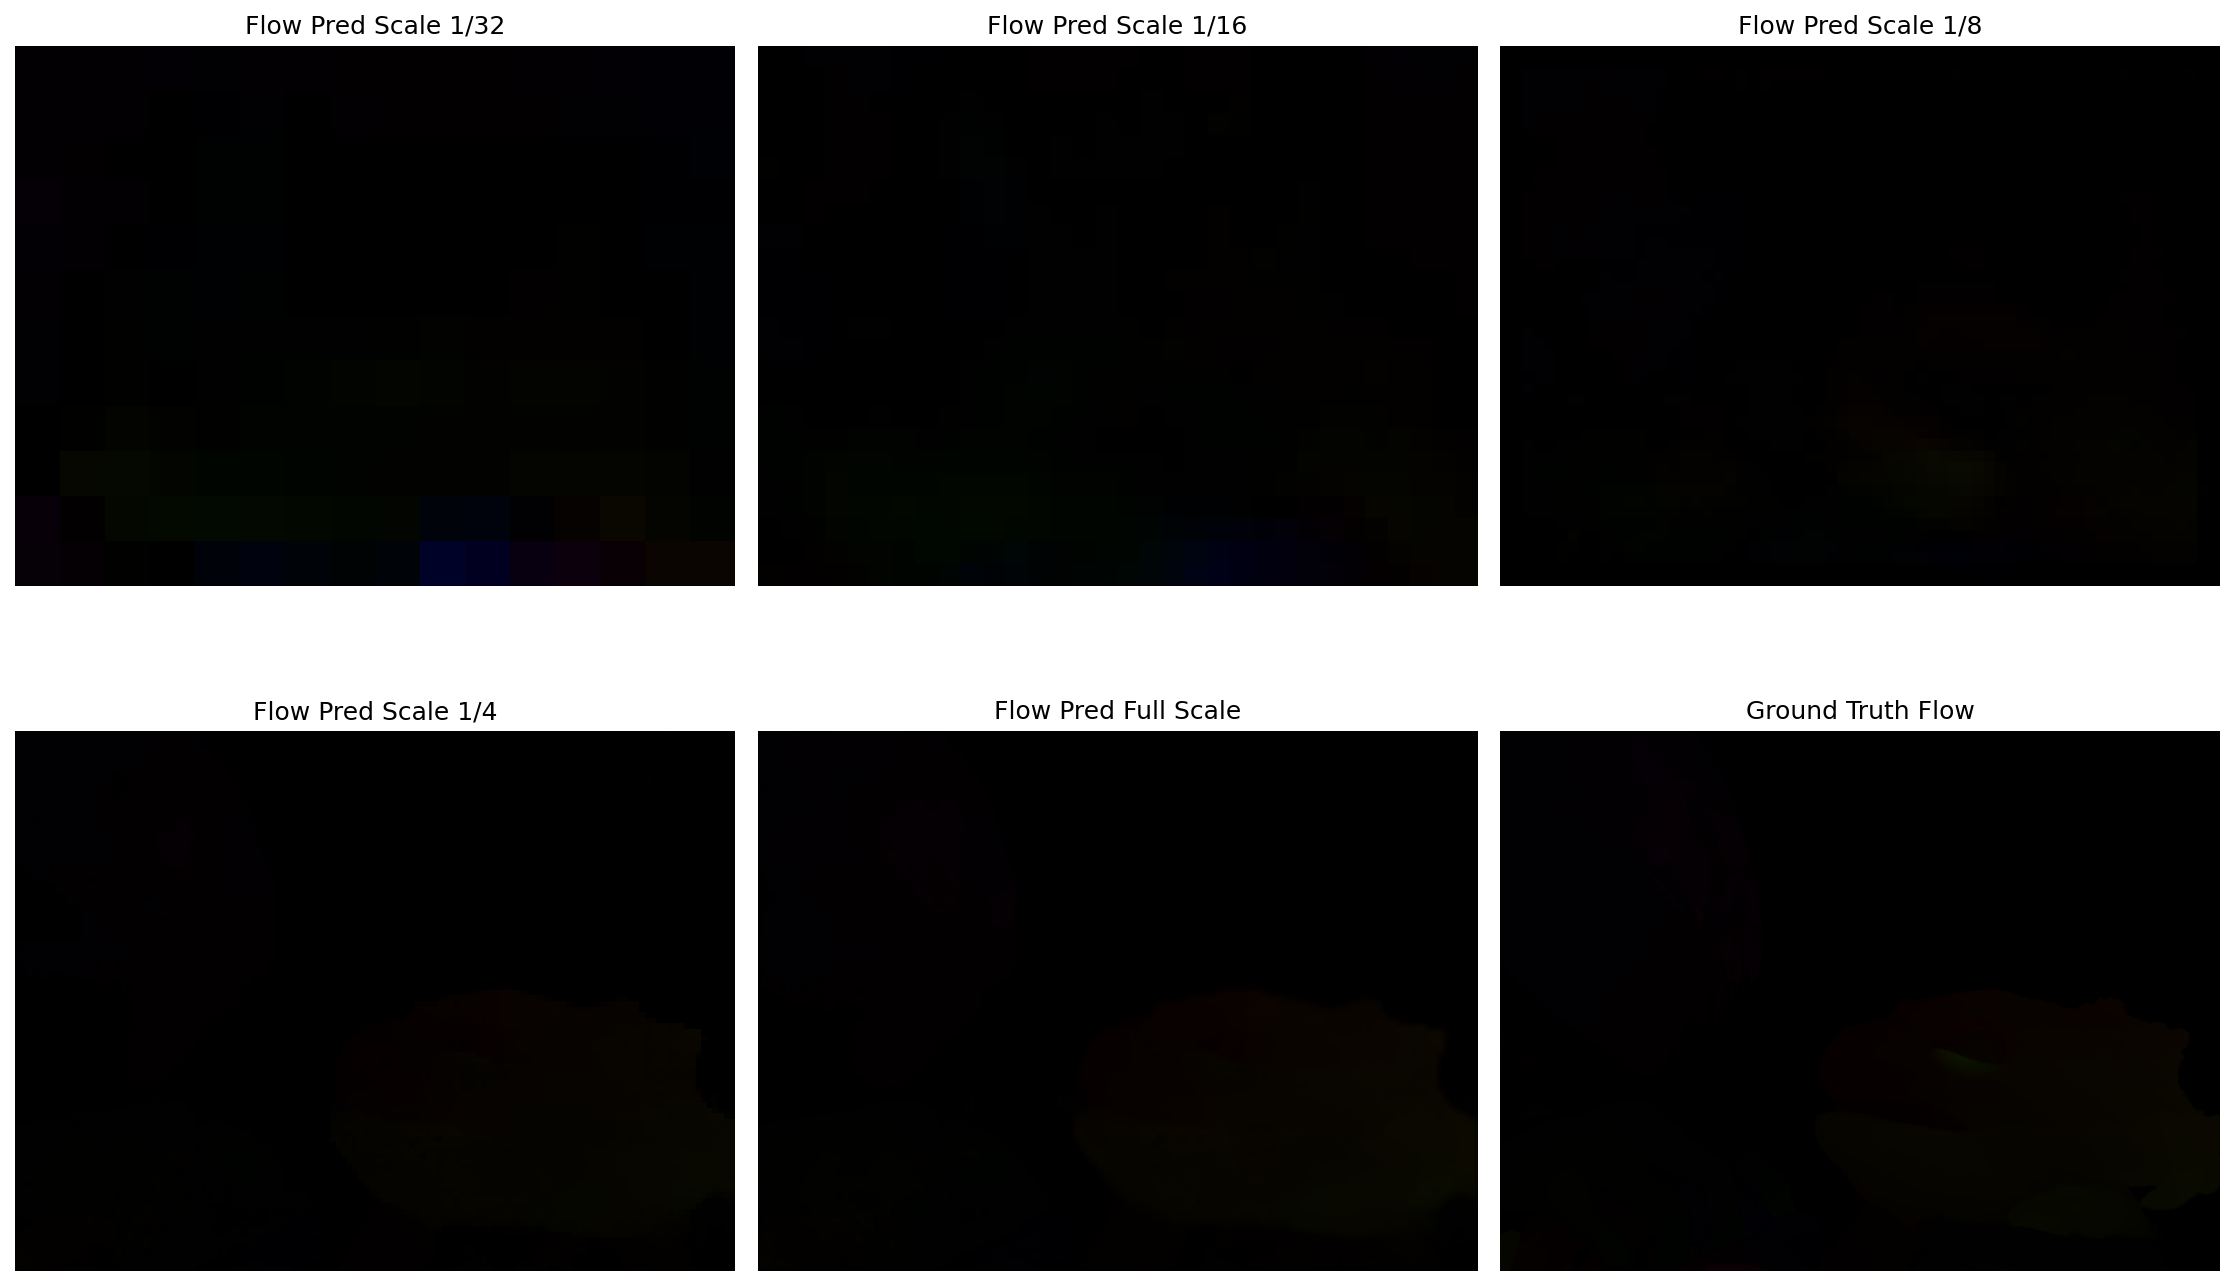 Flow Pred Scale 1/32
Flow Pred Scale 1/16
Flow Pred Scale 1/8
Flow Pred Scale 1/4
Flow Pred Full Scale
Ground Truth Flow